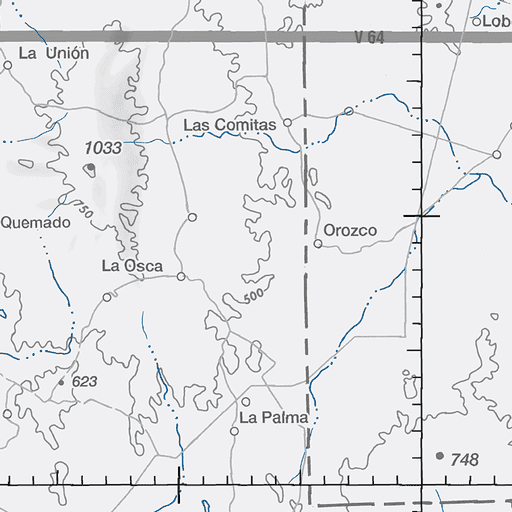 Lob
V 64
La Unión
Las Comitas
1033
750
Quemado
Orozco
La Osca
500
623
La Palma
748